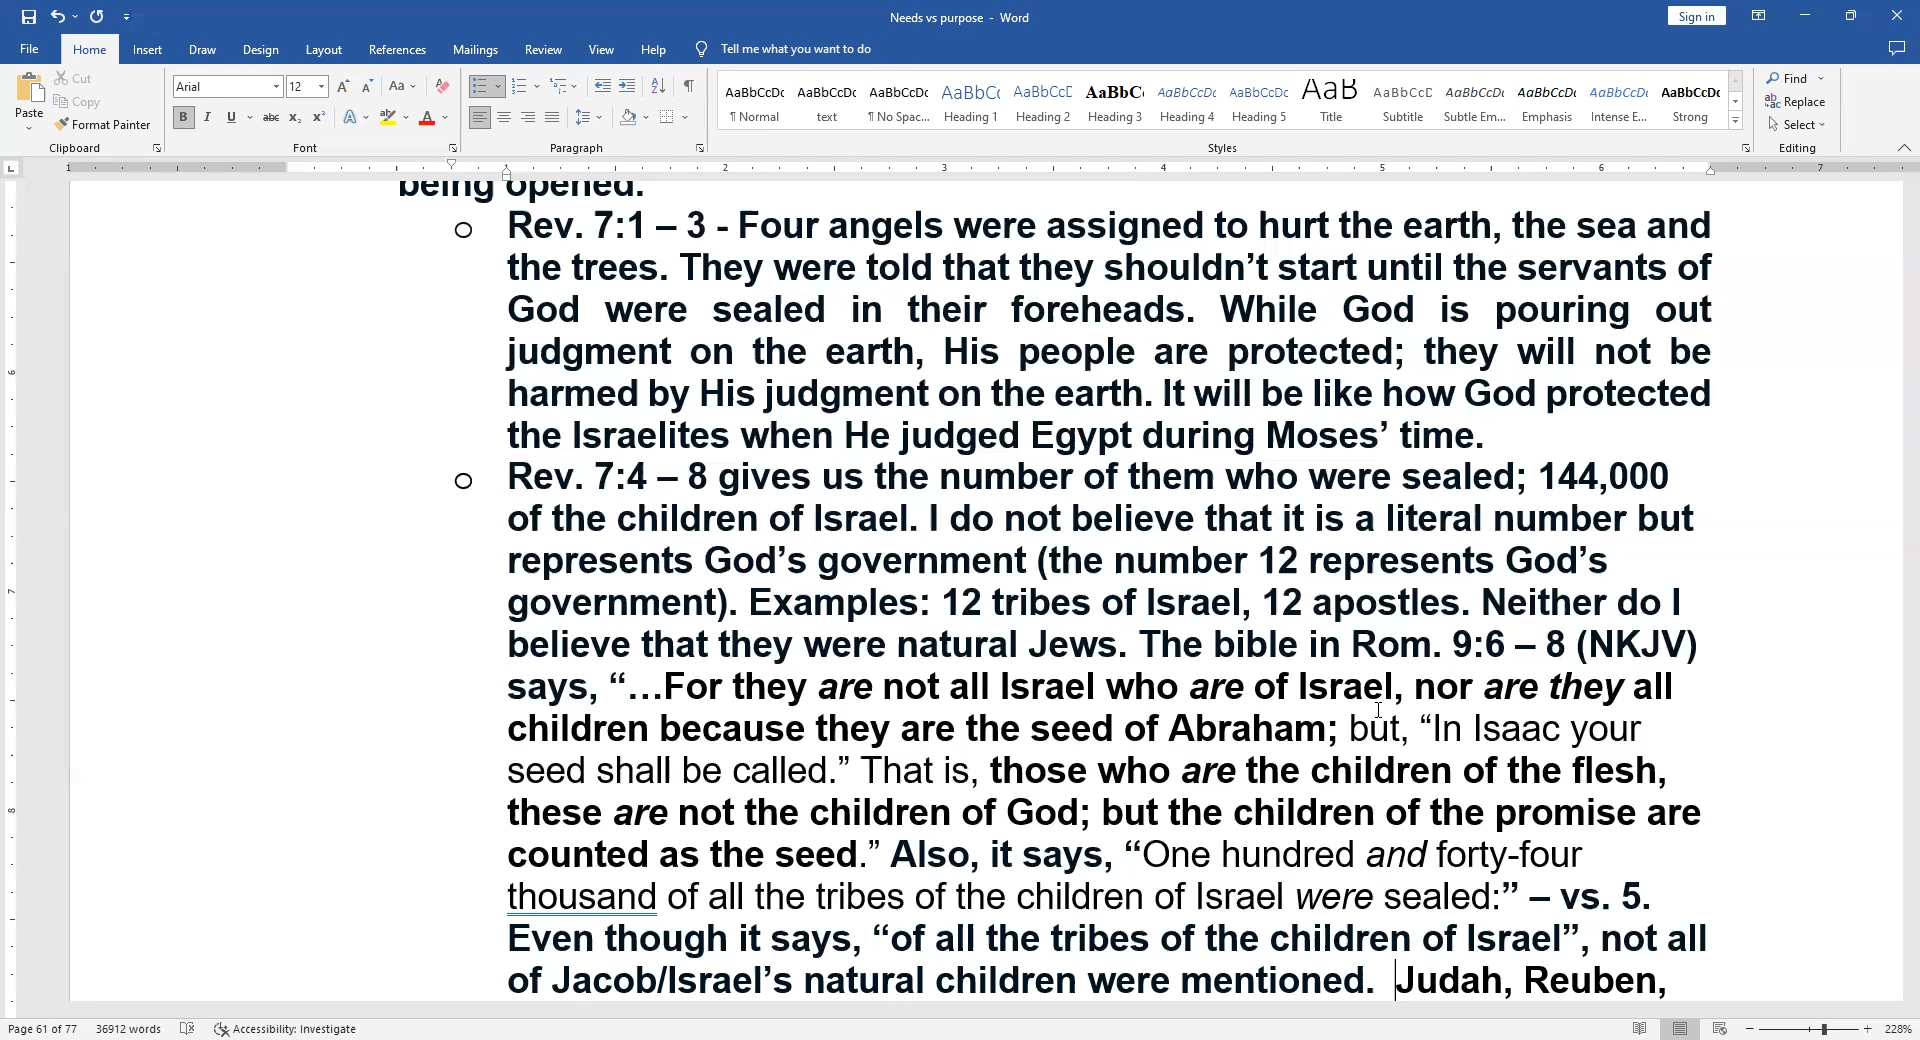 Needs vs purpose - Word
Sign in
File Home Insert Draw Design Layout References Mailings Review View Help Tell me what you want to do
Paste
Cut
Copy
Format Painter
Clipboard
Arial 12
Font
Paragraph
AaBbCcDc AaBbCcDc AaBbCcDc AaBbCc AaBbCcD AaBbC AaBbCcDc AaBbCcDc AaB AaBbCcD AaBbCcDc AaBbCcDc AaBbCcDc AaBbCcDc
¶ Normal text ¶ No Spac... Heading 1 Heading 2 Heading 3 Heading 4 Heading 5 Title Subtitle Subtle Em... Emphasis Intense E... Strong
Styles
Find
Replace
Select
Editing
1 2 3 4 5 6 7
being opened.
Rev. 7:1 – 3 - Four angels were assigned to hurt the earth, the sea and
the trees. They were told that they shouldn’t start until the servants of
God were sealed in their foreheads. While God is pouring out
judgment on the earth, His people are protected; they will not be
harmed by His judgment on the earth. It will be like how God protected
the Israelites when He judged Egypt during Moses’ time.
Rev. 7:4 – 8 gives us the number of them who were sealed; 144,000
of the children of Israel. I do not believe that it is a literal number but
represents God’s government (the number 12 represents God’s
government). Examples: 12 tribes of Israel, 12 apostles. Neither do I
believe that they were natural Jews. The bible in Rom. 9:6 – 8 (NKJV)
says, “…For they are not all Israel who are of Israel, nor are they all
children because they are the seed of Abraham; but, “In Isaac your
seed shall be called.” That is, those who are the children of the flesh,
these are not the children of God; but the children of the promise are
counted as the seed.” Also, it says, “One hundred and forty-four
thousand of all the tribes of the children of Israel were sealed:” – vs. 5.
Even though it says, “of all the tribes of the children of Israel”, not all
of Jacob/Israel’s natural children were mentioned. Judah, Reuben,
Page 61 of 77 36912 words Accessibility: Investigate 228%